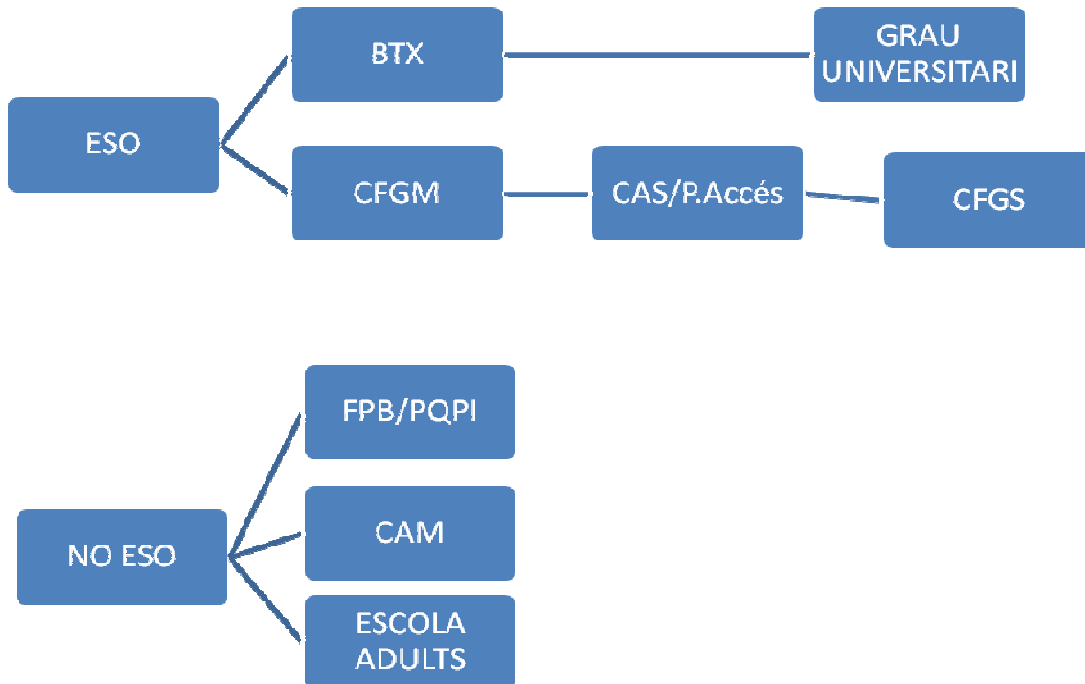 BTX
GRAU
UNIVERSITARI
ESO
CFGM
CAS/P.Accés
CFGS
FPB/PQPI
CAM
NO ESO
ESCOLA
ADULTS